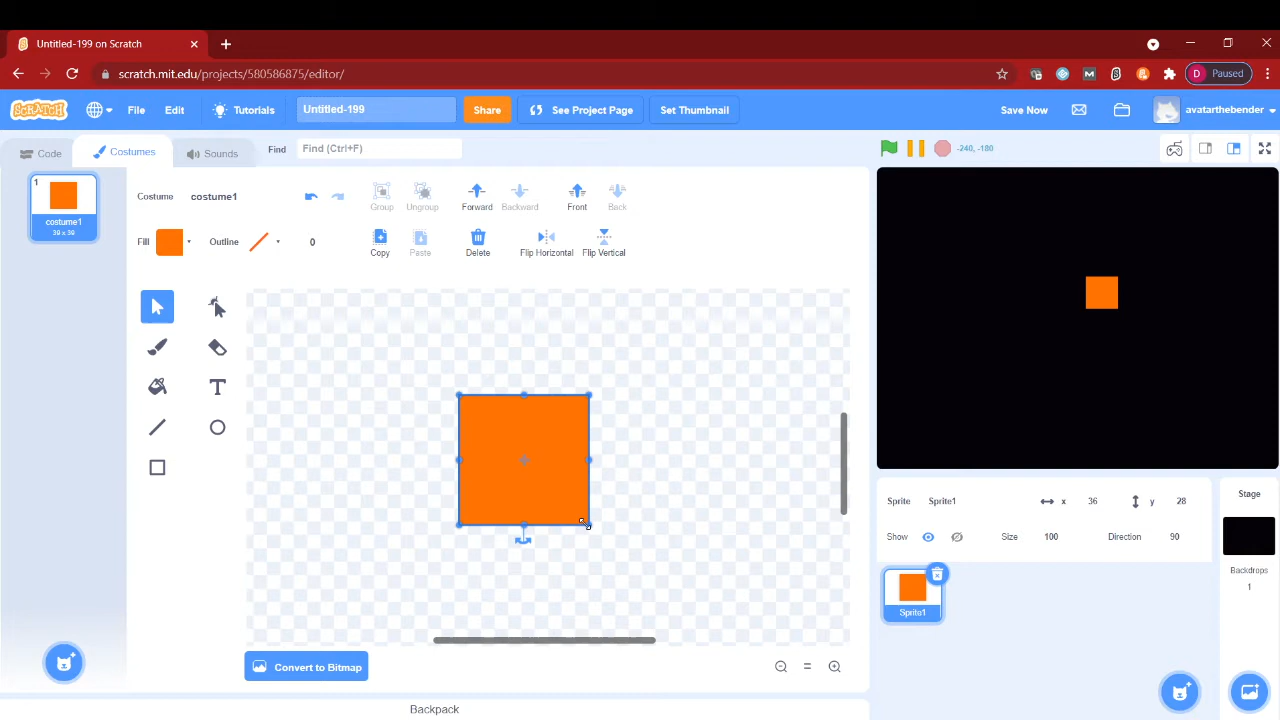 Untitled-199 on Scratch
scratch.mit.edu/projects/580586875/editor/
D Paused
SCRATCH File Edit Tutorials Untitled-199 Share See Project Page Set Thumbnail Save Now avatarthebender
Code Costumes Sounds Find Find (Ctrl+F) -240, -180
1
costume1
39 x 39
Costume costume1 Group Ungroup Forward Backward Front Back
Fill Outline 0 Copy Paste Delete Flip Horizontal Flip Vertical
T
Convert to Bitmap
Backpack
Sprite Sprite1 x 36 y 28
Show Size 100 Direction 90
Sprite1
Stage
Backdrops
1